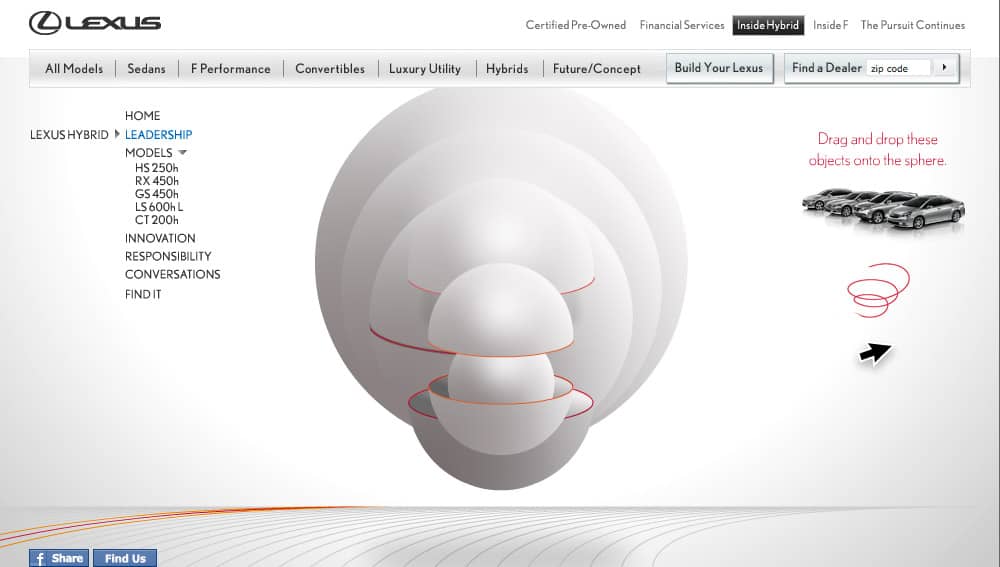 LEXUS
Certified Pre-Owned Financial Services Inside Hybrid Inside F The Pursuit Continues
All Models Sedans F Performance Convertibles Luxury Utility Hybrids Future/Concept Build Your Lexus Find a Dealer zip code
HOME
LEXUS HYBRID LEADERSHIP
MODELS
HS 250h
RX 450h
GS 450h
LS 600h L
CT 200h
INNOVATION
RESPONSIBILITY
CONVERSATIONS
FIND IT
Drag and drop these
objects onto the sphere.
f Share Find Us